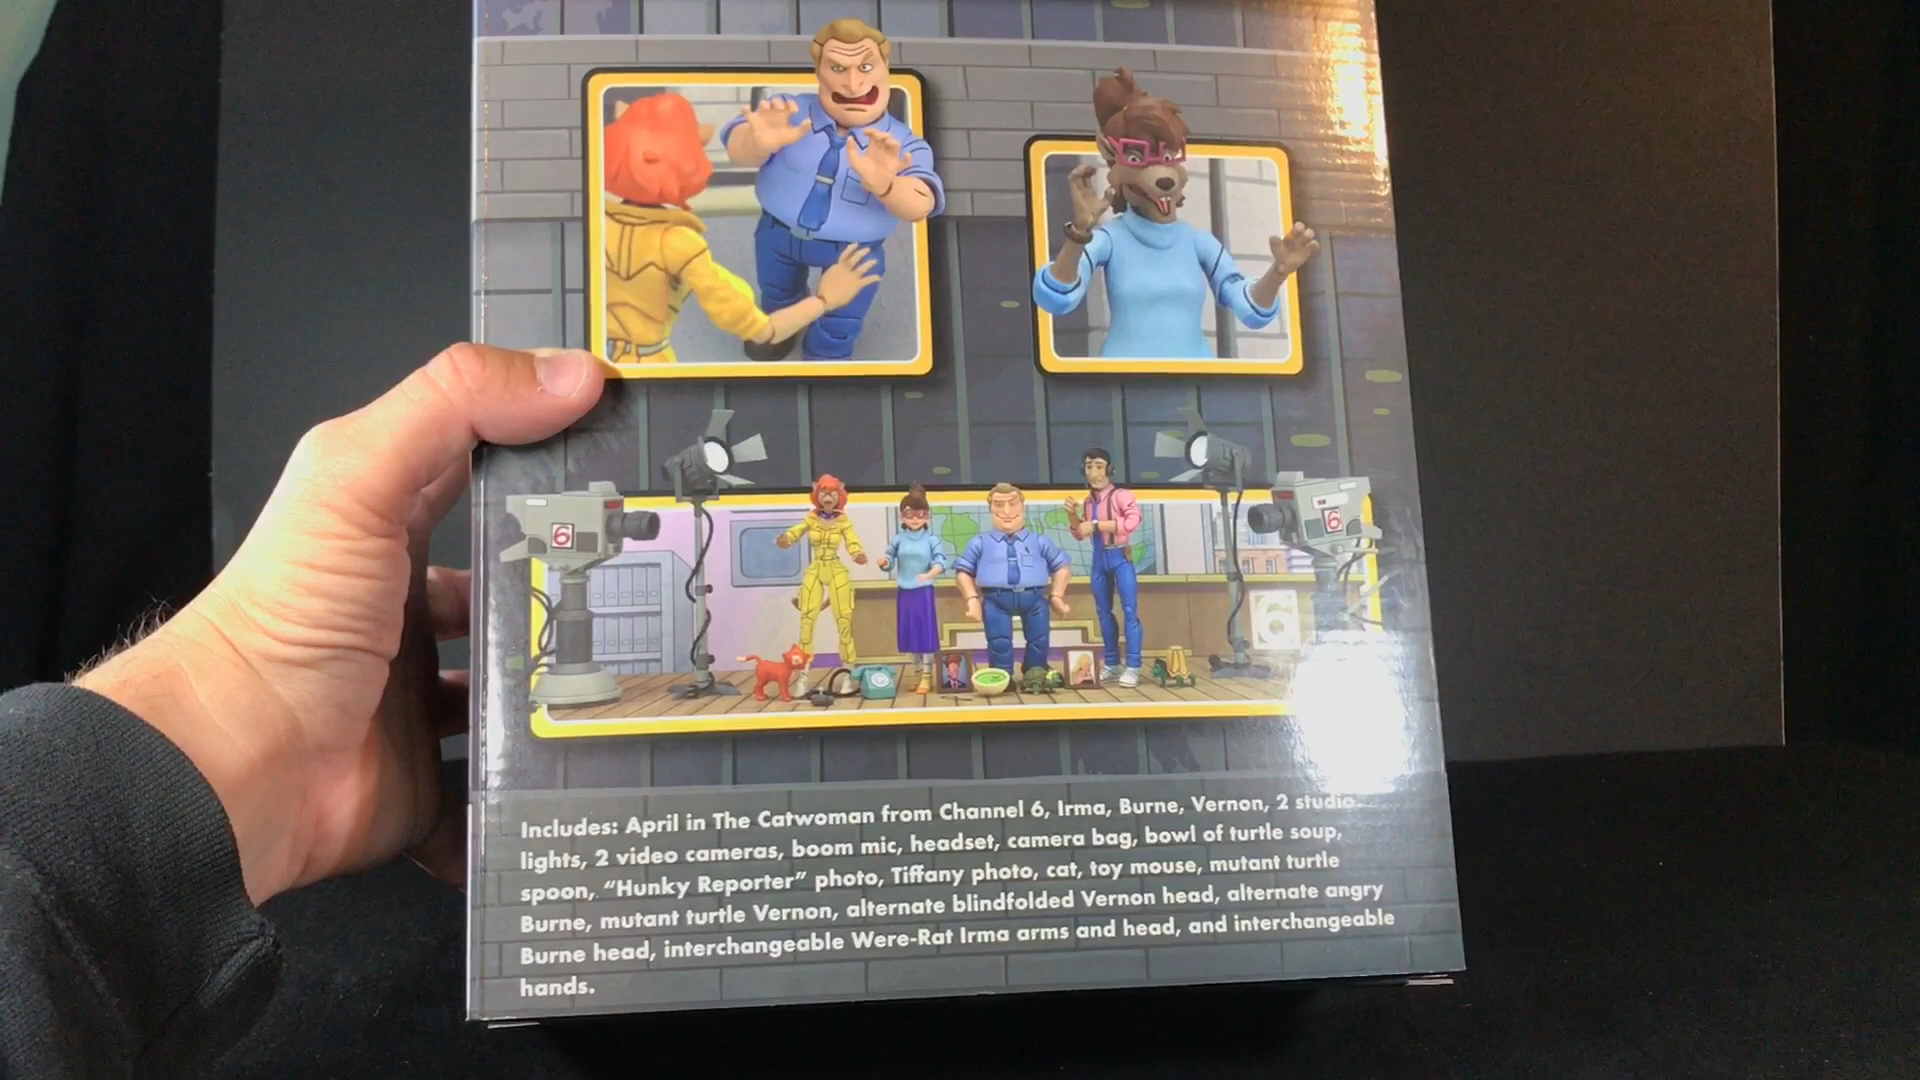 6
6
6
Includes: April in The Catwoman from Channel 6, Irma, Burne, Vernon, 2 studio
lights, 2 video cameras, boom mic, headset, camera bag, bowl of turtle soup,
spoon, “Hunky Reporter” photo, Tiffany photo, cat, toy mouse, mutant turtle
Burne, mutant turtle Vernon, alternate blindfolded Vernon head, alternate angry
Burne head, interchangeable Were-Rat Irma arms and head, and interchangeable
hands.